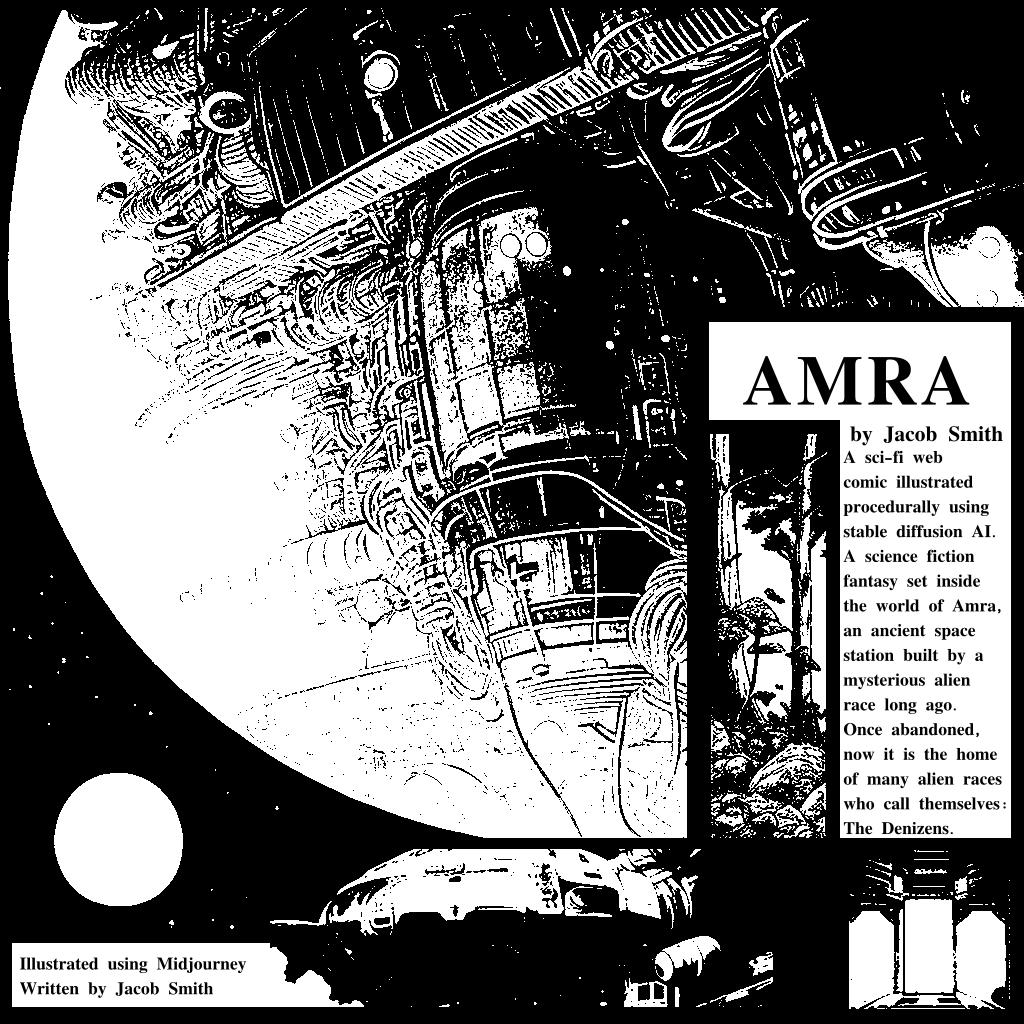 AMRA
by Jacob Smith
A sci-fi web
comic illustrated
procedurally using
stable diffusion AI.
A science fiction
fantasy set inside
the world of Amra,
an ancient space
station built by a
mysterious alien
race long ago.
Once abandoned,
now it is the home
of many alien races
who call themselves:
The Denizens.
Illustrated using Midjourney
Written by Jacob Smith